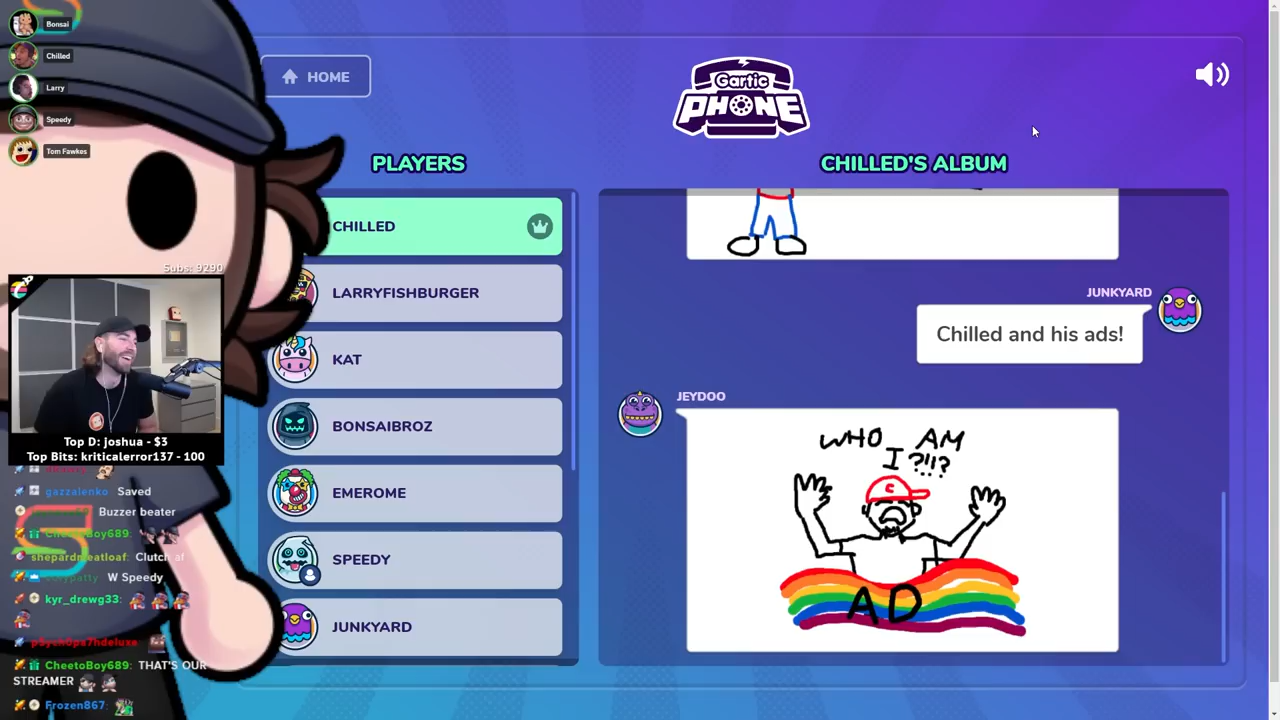 Bonsai
Chilled
Larry
Speedy
Tom Fawkes
HOME
Gartic
PHONE
PLAYERS
CHILLED'S ALBUM
CHILLED
LARRYFISHBURGER
KAT
BONSAIBROZ
EMEROME
SPEEDY
JUNKYARD
JUNKYARD
Chilled and his ads!
JEYDOO
WHO AM
I ?!!?
C
AD
Subs: 9290
Top D: joshua - $3
Top Bits: kriticalerror137 - 100
gazzalenko Saved
Buzzer beater
CheetoBoy689:
shepardmeatloaf: Clutch af
W Speedy
kyr_drewg33:
p5ych0ps7hdeluxe
CheetoBoy689: THAT'S OUR
STREAMER
Frozen867: